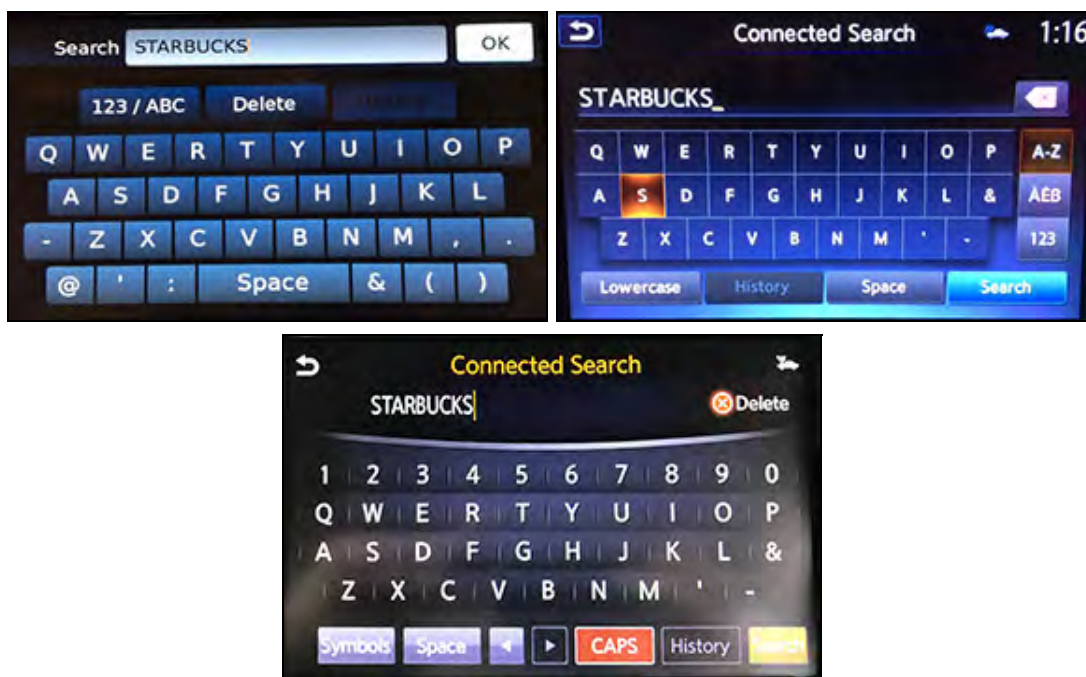 Search STARBUCKS OK
123 / ABC Delete
Q W E R T Y U I O P
A S D F G H J K L
- Z X C V B N M , .
@ ' : Space & ( )
Connected Search 1:16
STARBUCKS_
Q W E R T Y U I O P A-Z
A S D F G H J K L & ÀÉB
Z X C V B N M ' - 123
Lowercase History Space Search
Connected Search
STARBUCKS Delete
1 2 3 4 5 6 7 8 9 0
Q W E R T Y U I O P
A S D F G H J K L &
Z X C V B N M ' -
Symbols Space ◄ ► CAPS History Search